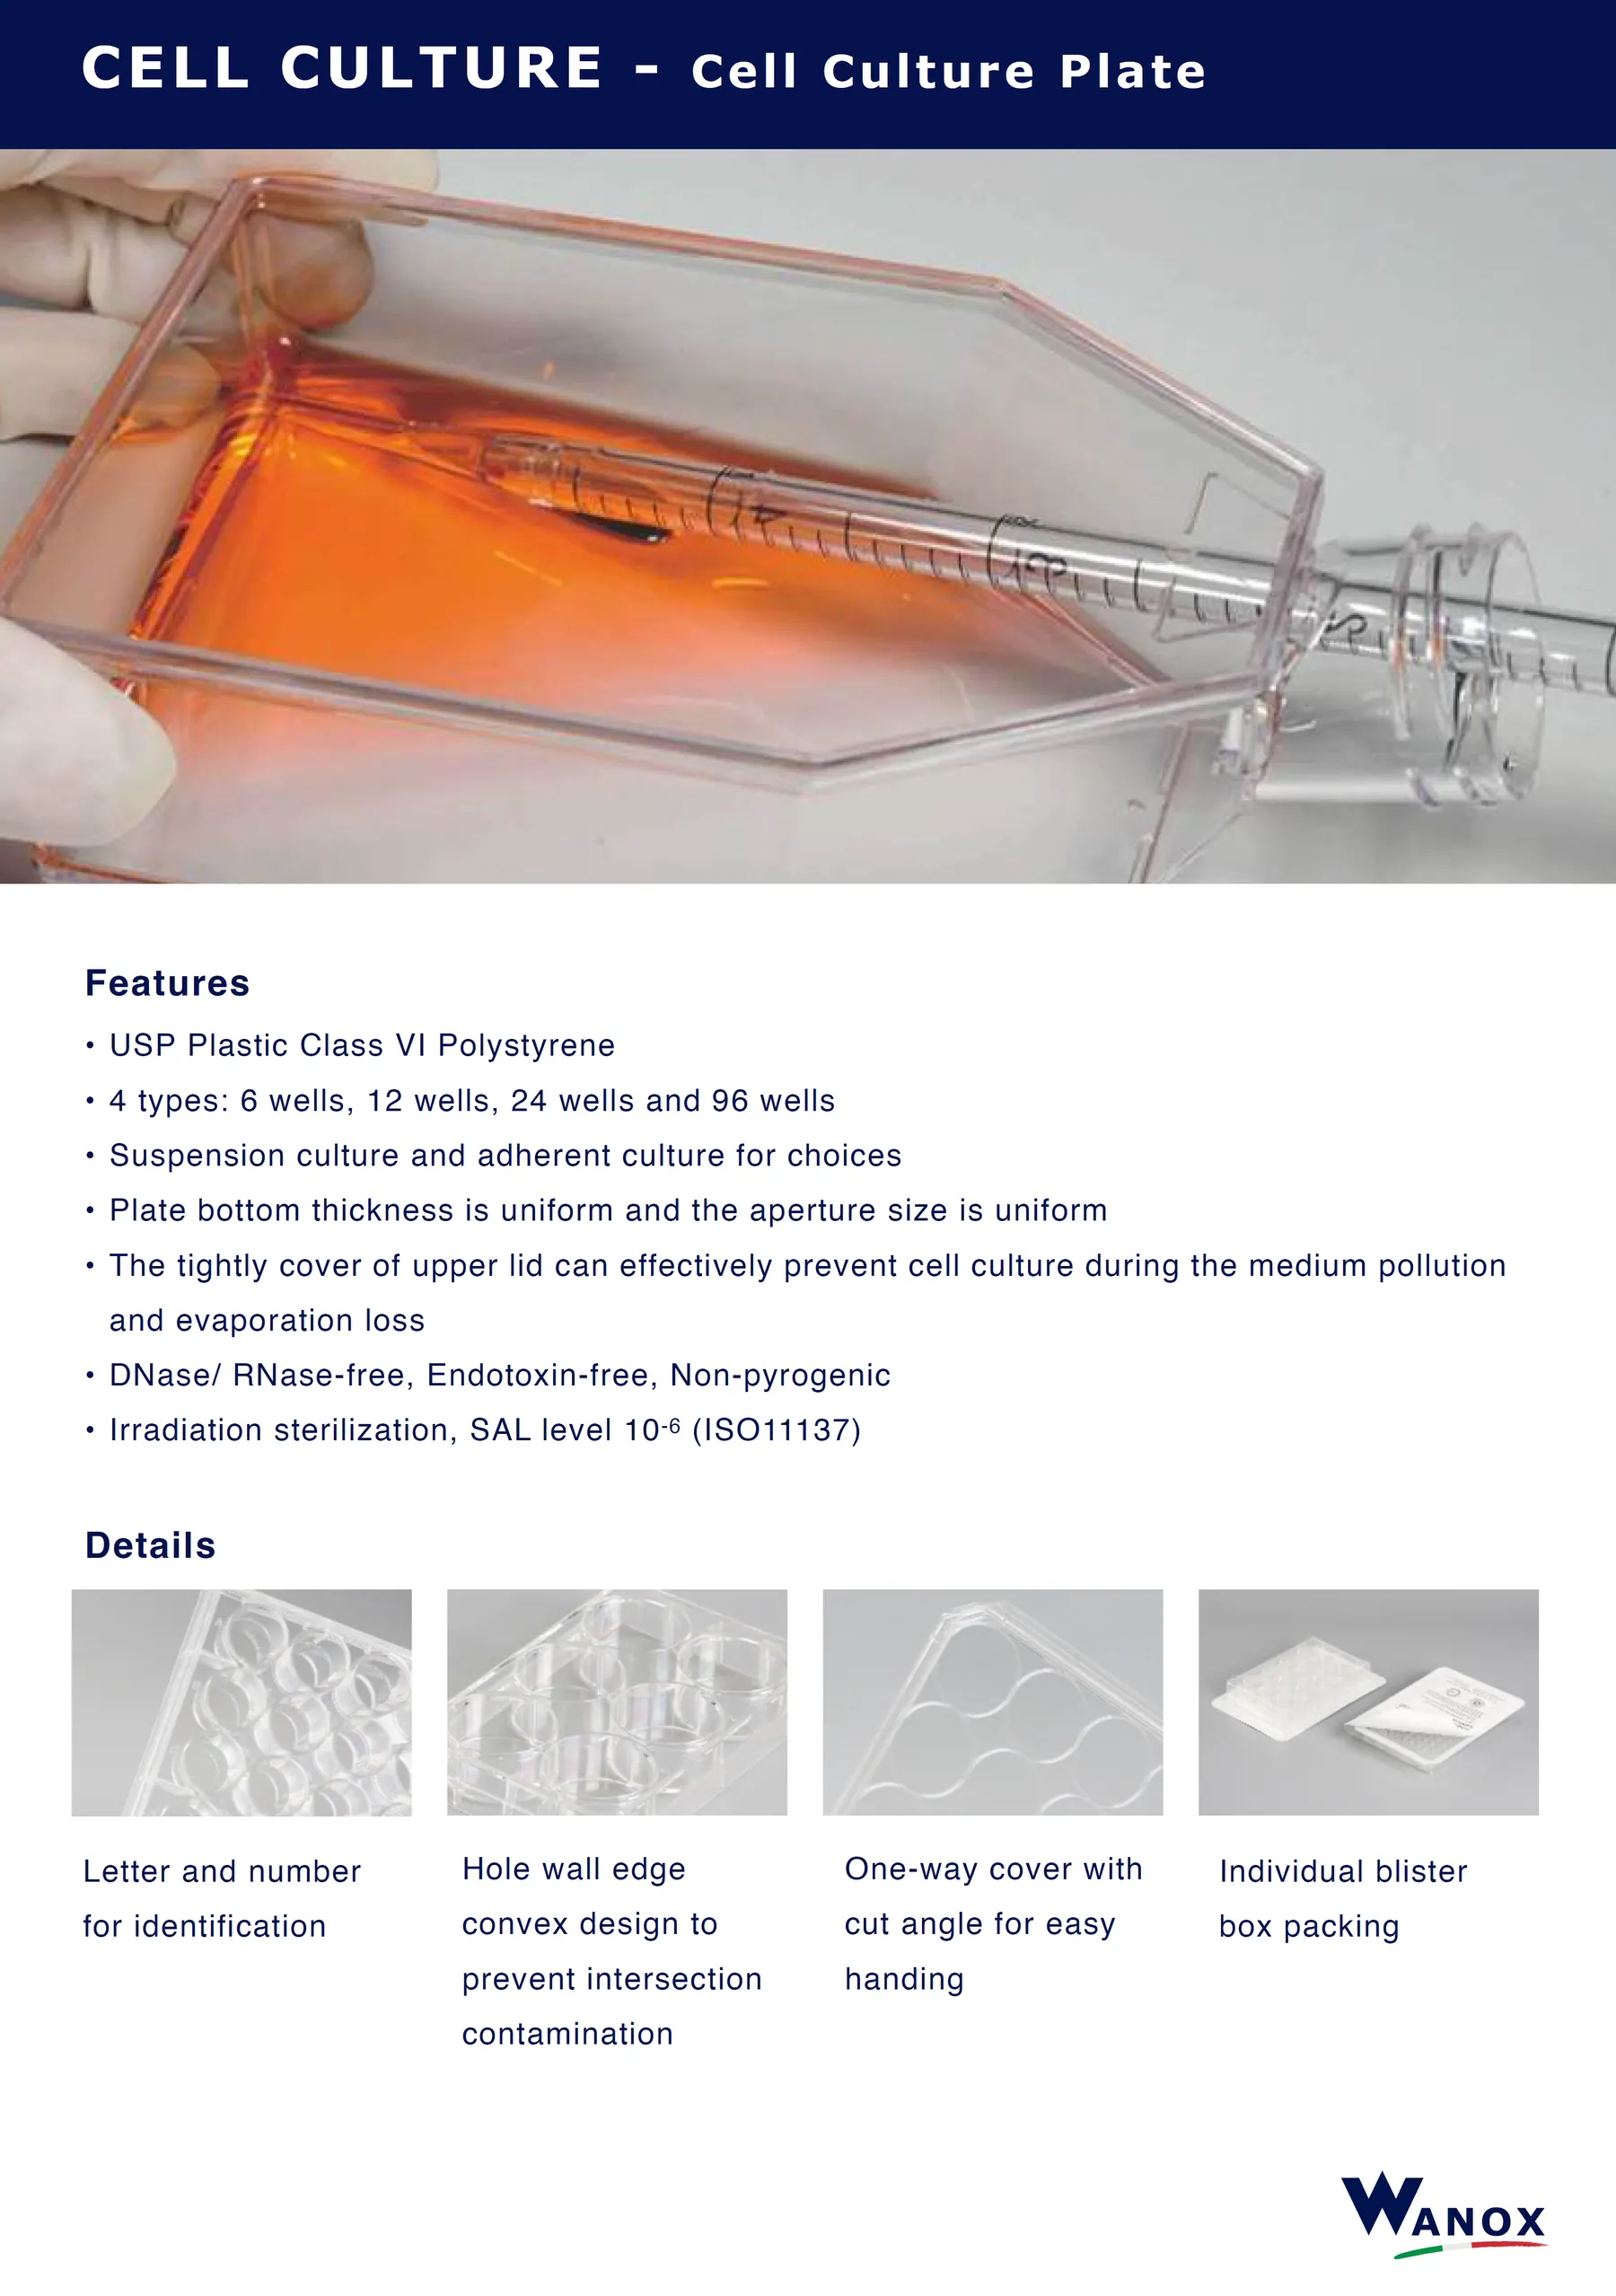 CELL CULTURE - Cell Culture Plate
Features
• USP Plastic Class VI Polystyrene
• 4 types: 6 wells, 12 wells, 24 wells and 96 wells
• Suspension culture and adherent culture for choices
• Plate bottom thickness is uniform and the aperture size is uniform
• The tightly cover of upper lid can effectively prevent cell culture during the medium pollution
and evaporation loss
• DNase/ RNase-free, Endotoxin-free, Non-pyrogenic
• Irradiation sterilization, SAL level 10⁻⁶ (ISO11137)
Details
Letter and number
for identification
Hole wall edge
convex design to
prevent intersection
contamination
One-way cover with
cut angle for easy
handing
Individual blister
box packing
WANOX